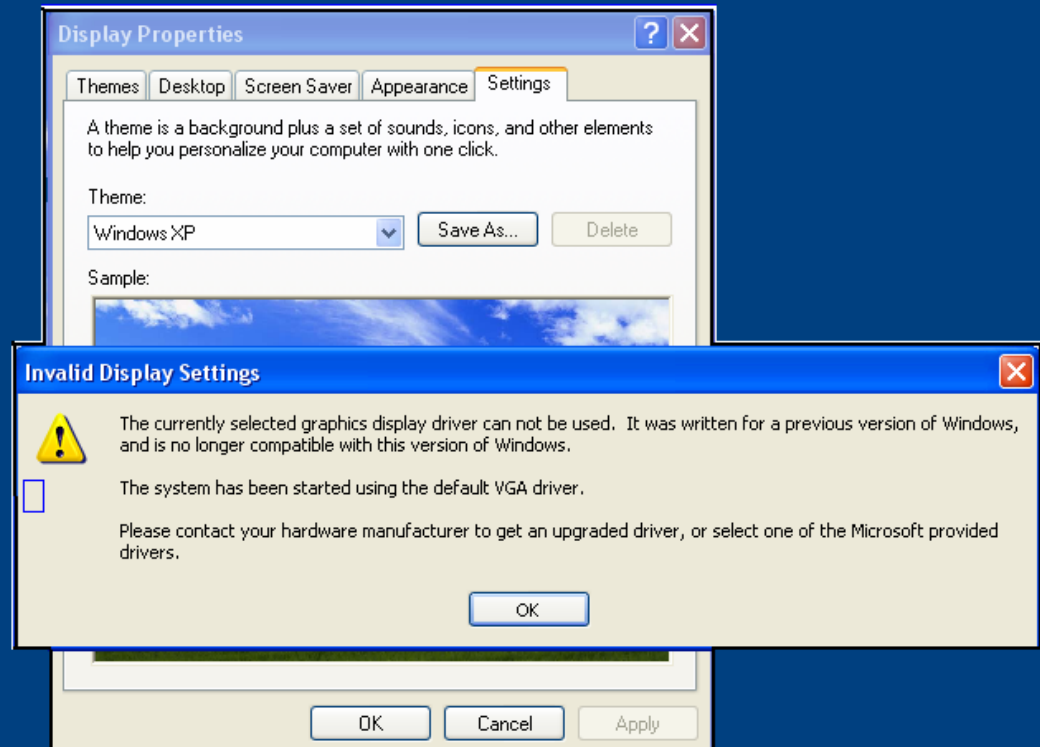 Display Properties
Themes Desktop Screen Saver Appearance Settings
A theme is a background plus a set of sounds, icons, and other elements
to help you personalize your computer with one click.
Theme:
Windows XP Save As... Delete
Sample:
Invalid Display Settings
The currently selected graphics display driver can not be used. It was written for a previous version of Windows,
and is no longer compatible with this version of Windows.
The system has been started using the default VGA driver.
Please contact your hardware manufacturer to get an upgraded driver, or select one of the Microsoft provided
drivers.
OK
OK Cancel Apply